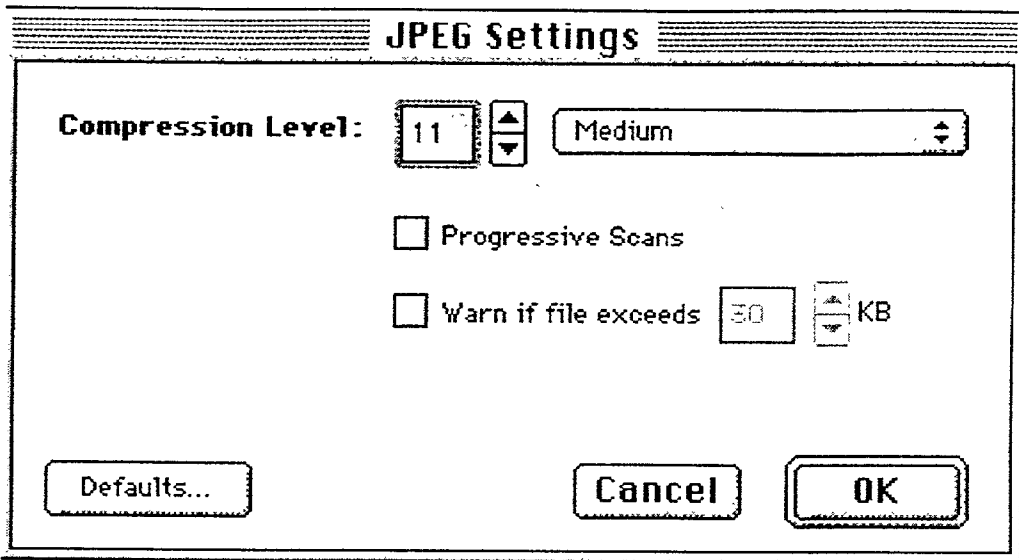 JPEG Settings
Compression Level: 11 Medium
Progressive Scans
Warn if file exceeds 30 KB
Defaults... Cancel OK